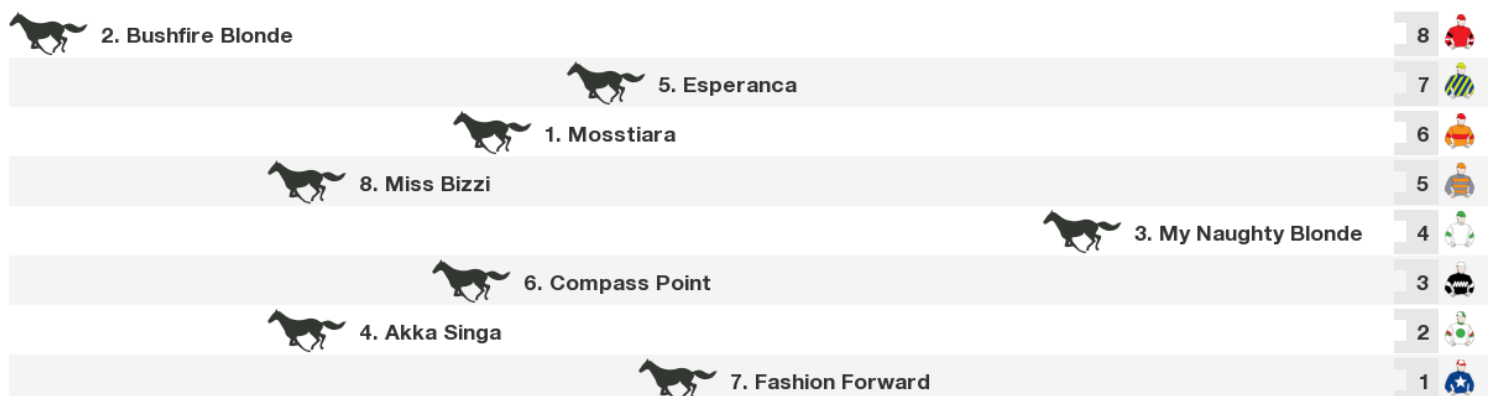 2. Bushfire Blonde 8
5. Esperanca 7
1. Mosstiara 6
8. Miss Bizzi 5
3. My Naughty Blonde 4
6. Compass Point 3
4. Akka Singa 2
7. Fashion Forward 1